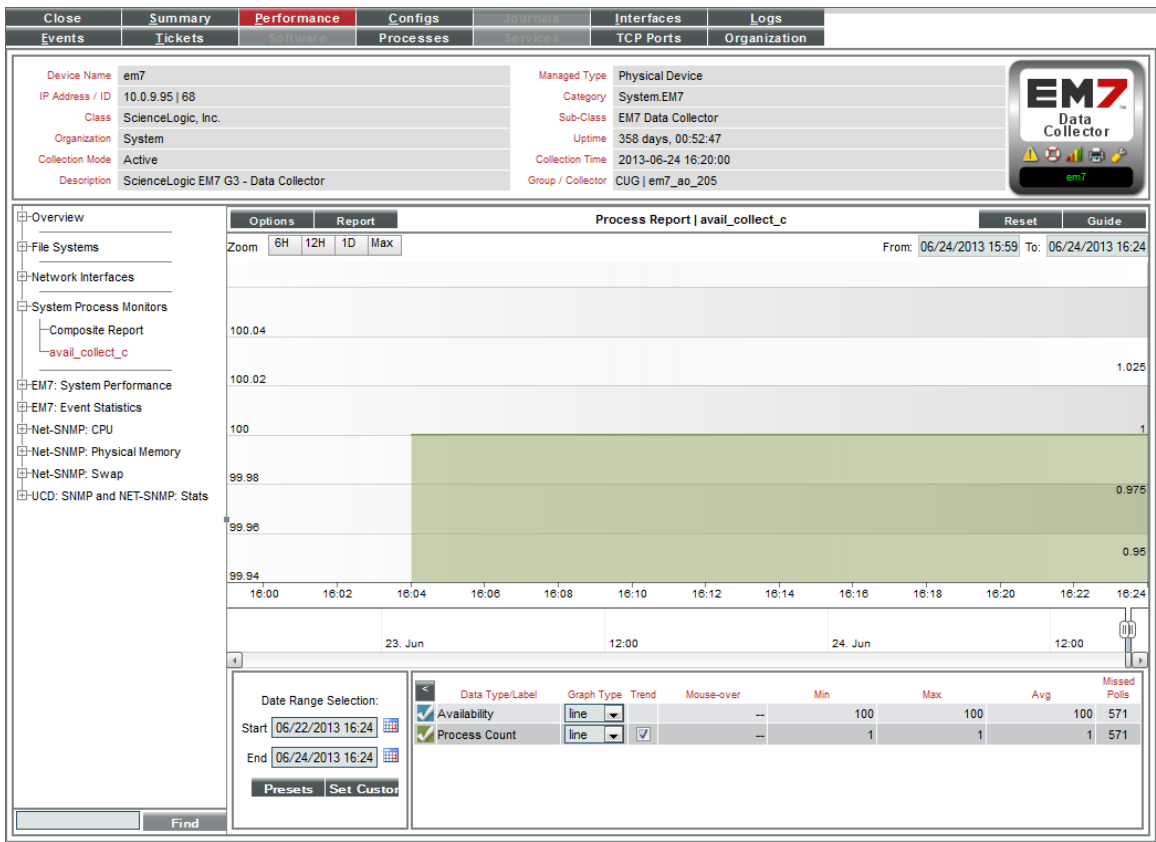 Close Summary Performance Configs Journals Interfaces Logs
Events Tickets Software Processes Services TCP Ports Organization
Device Name em7 Managed Type Physical Device
IP Address / ID 10.0.9.95 | 68 Category System.EM7
Class ScienceLogic, Inc. Sub-Class EM7 Data Collector
Organization System Uptime 358 days, 00:52:47
Collection Mode Active Collection Time 2013-06-24 16:20:00
Description ScienceLogic EM7 G3 - Data Collector Group / Collector CUG | em7_ao_205
EM7™
Data
Collector
em7
Overview
File Systems
Network Interfaces
System Process Monitors
Composite Report
avail_collect_c
EM7: System Performance
EM7: Event Statistics
Net-SNMP: CPU
Net-SNMP: Physical Memory
Net-SNMP: Swap
UCD: SNMP and NET-SNMP: Stats
Find
Options Report Process Report | avail_collect_c Reset Guide
Zoom 6H 12H 1D Max From: 06/24/2013 15:59 To: 06/24/2013 16:24
100.04
1.025
100.02
100 1
99.98
0.975
99.96
0.95
99.94
16:00 16:02 16:04 16:06 16:08 16:10 16:12 16:14 16:16 16:18 16:20 16:22 16:24
23. Jun 12:00 24. Jun 12:00
Date Range Selection:
Start 06/22/2013 16:24
End 06/24/2013 16:24
Presets Set Custor
< Data Type/Label Graph Type Trend Mouse-over Min Max Avg Missed Polls
Availability line -- 100 100 100 571
Process Count line -- 1 1 1 571